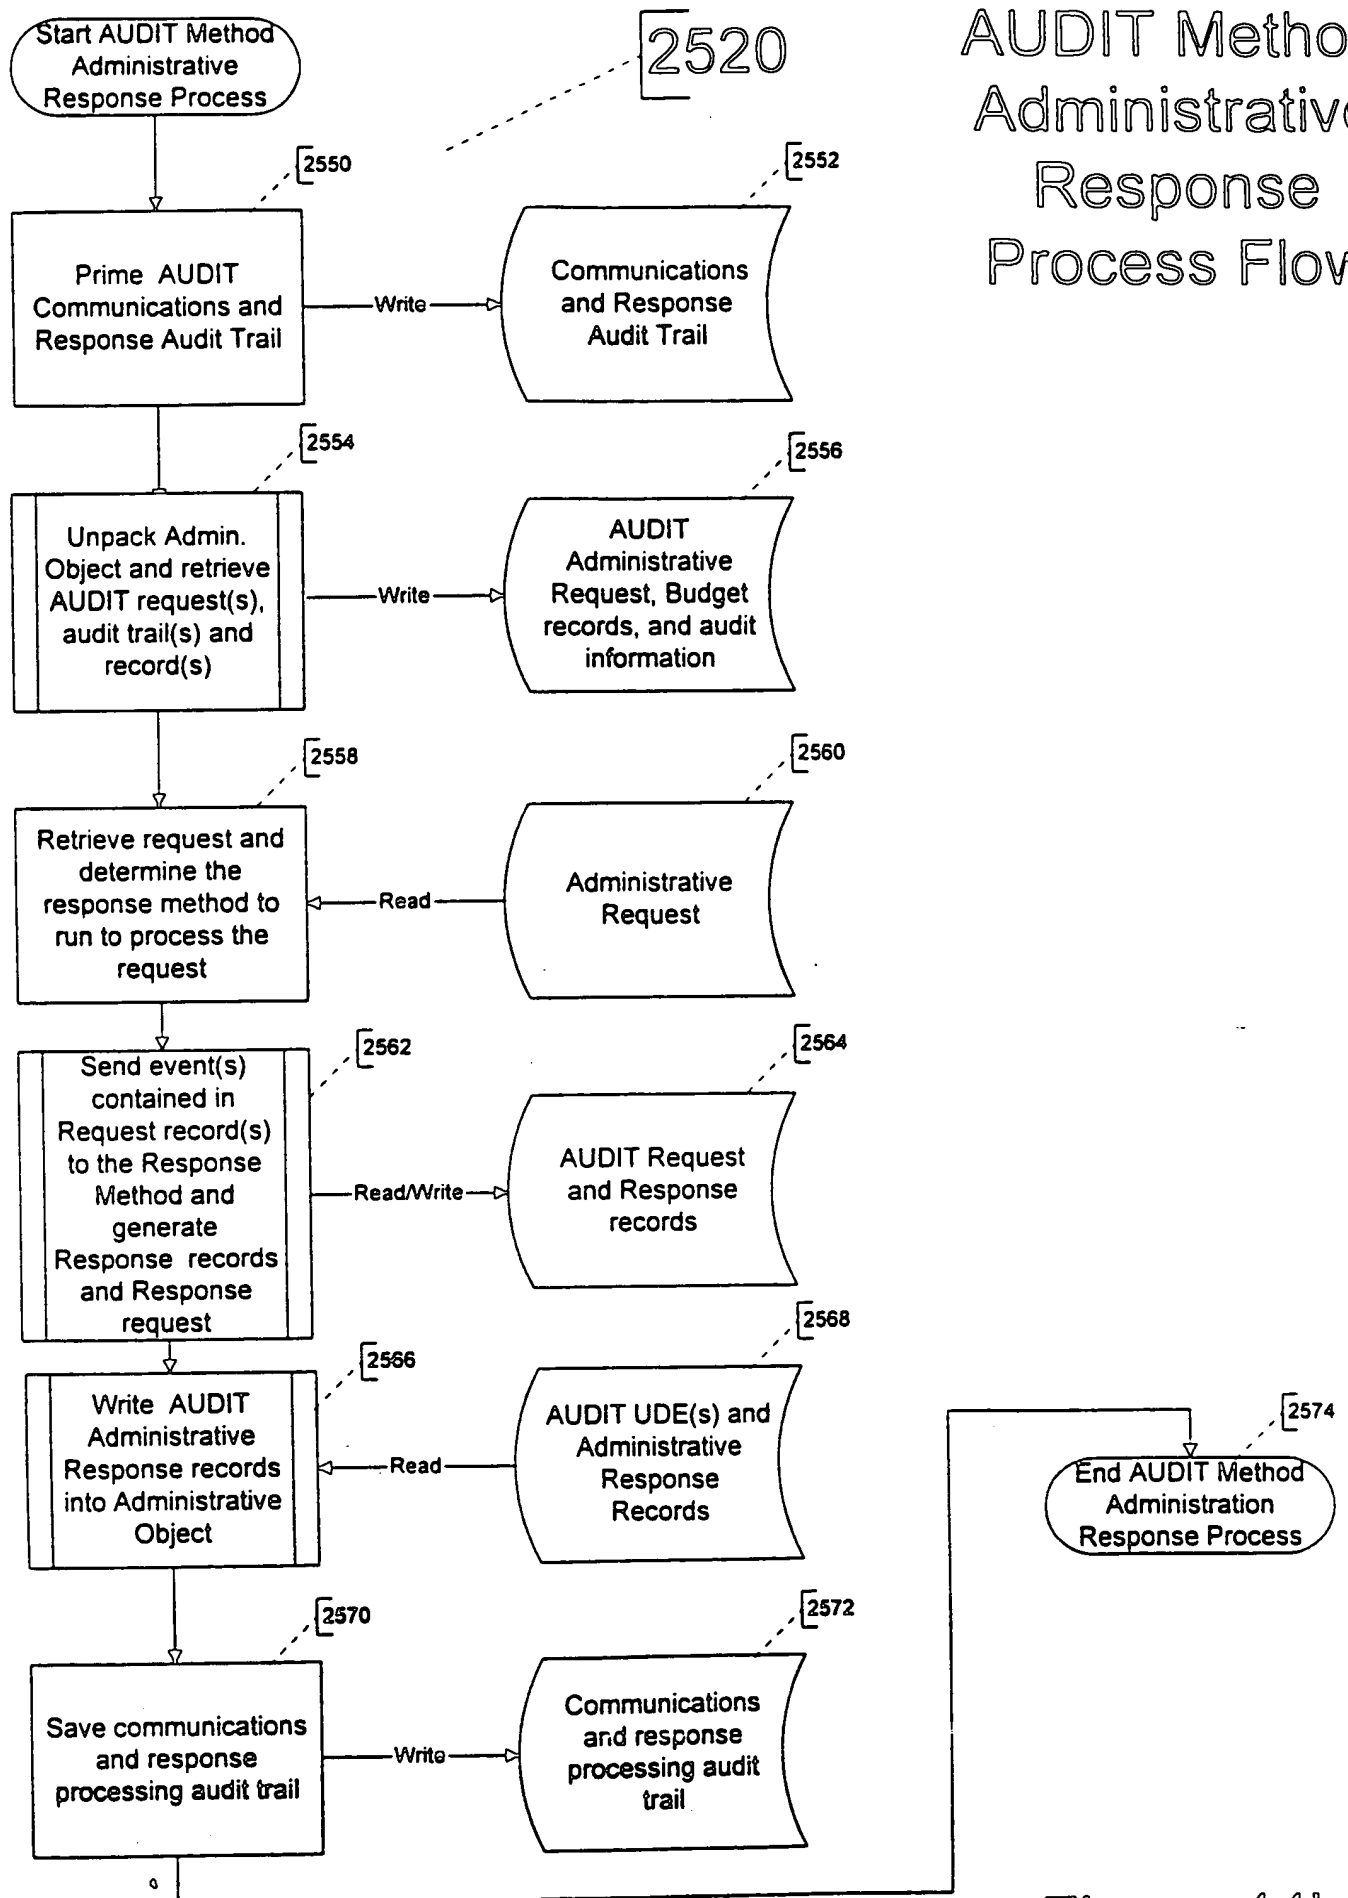 Start AUDIT Method
Administrative
Response Process
2520
AUDIT Metho
Administrative
Response
Process Flow
2550
Prime AUDIT
Communications and
Response Audit Trail
Write
2552
Communications
and Response
Audit Trail
2554
Unpack Admin.
Object and retrieve
AUDIT request(s),
audit trail(s) and
record(s)
Write
2556
AUDIT
Administrative
Request, Budget
records, and audit
information
2558
Retrieve request and
determine the
response method to
run to process the
request
Read
2560
Administrative
Request
2562
Send event(s)
contained in
Request record(s)
to the Response
Method and
generate
Response records
and Response
request
Read/Write
2564
AUDIT Request
and Response
records
2566
Write AUDIT
Administrative
Response records
into Administrative
Object
Read
2568
AUDIT UDE(s) and
Administrative
Response
Records
2570
Save communications
and response
processing audit trail
Write
2572
Communications
and response
processing audit
trail
2574
End AUDIT Method
Administration
Response Process